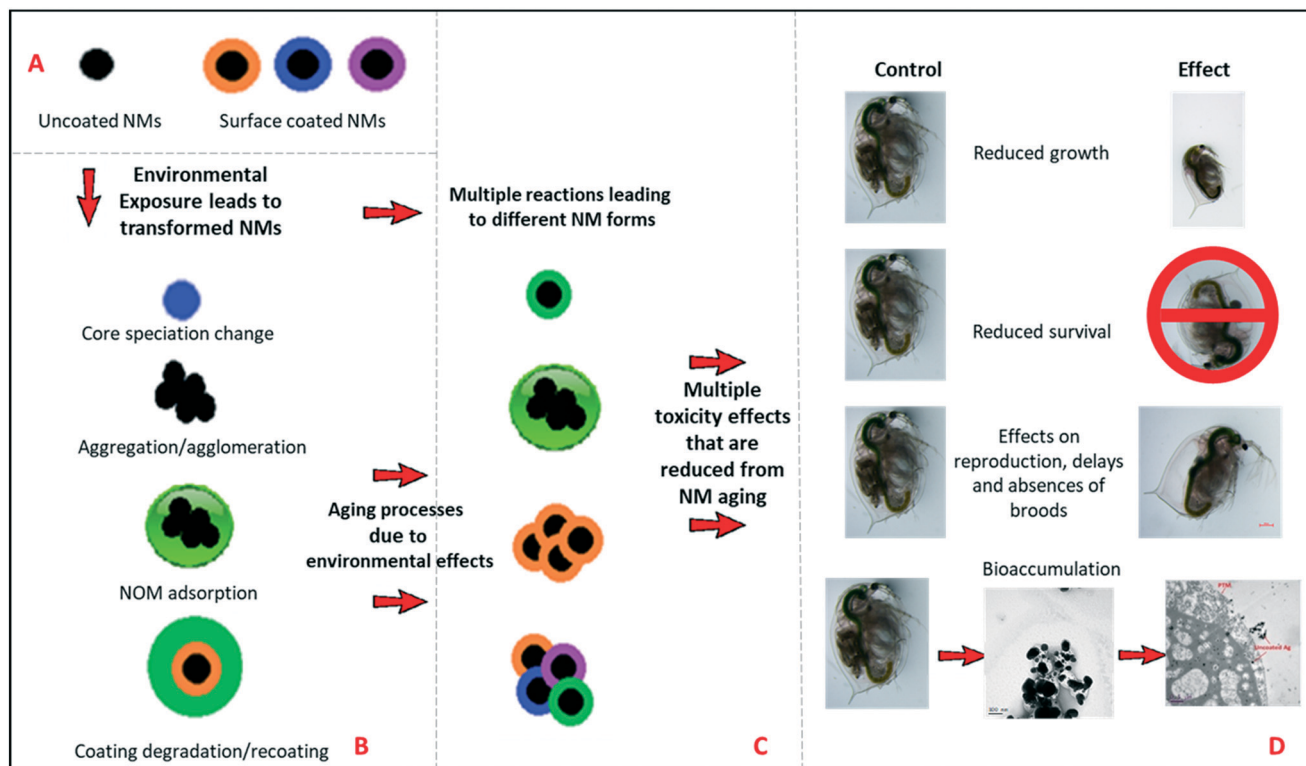 A
Uncoated NMs
Surface coated NMs
Environmental
Exposure leads to
transformed NMs
Core speciation change
Aggregation/agglomeration
NOM adsorption
Coating degradation/recoating
B
Aging processes
due to
environmental effects
Multiple reactions leading
to different NM forms
C
Multiple
toxicity effects
that are
reduced from
NM aging
Control
Effect
Reduced growth
Reduced survival
Effects on
reproduction, delays
and absences of
broods
Bioaccumulation
PTM
Uncoated Ag
D